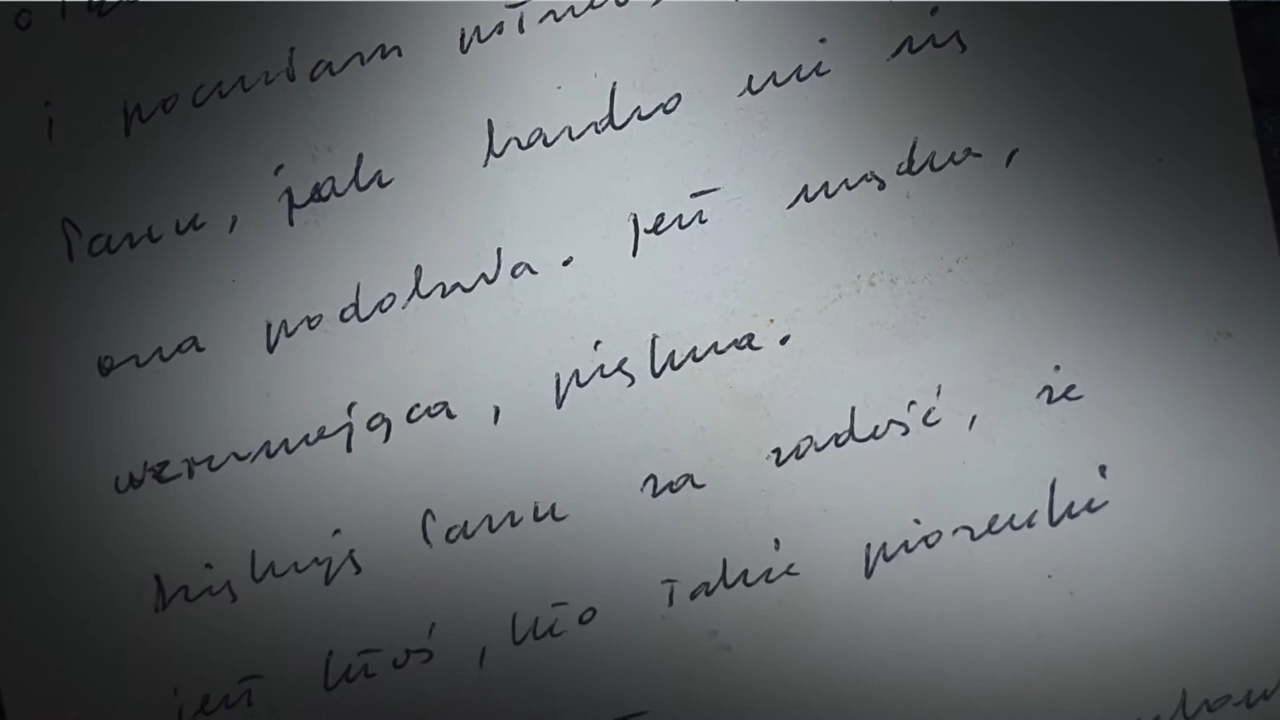 i poczułam
Panu, jak bardzo mi się
ona podobała. Jest mądra,
wzruszająca, piękna.
Dziękuję Panu za radość, że
jest ktoś, kto takie piosenki